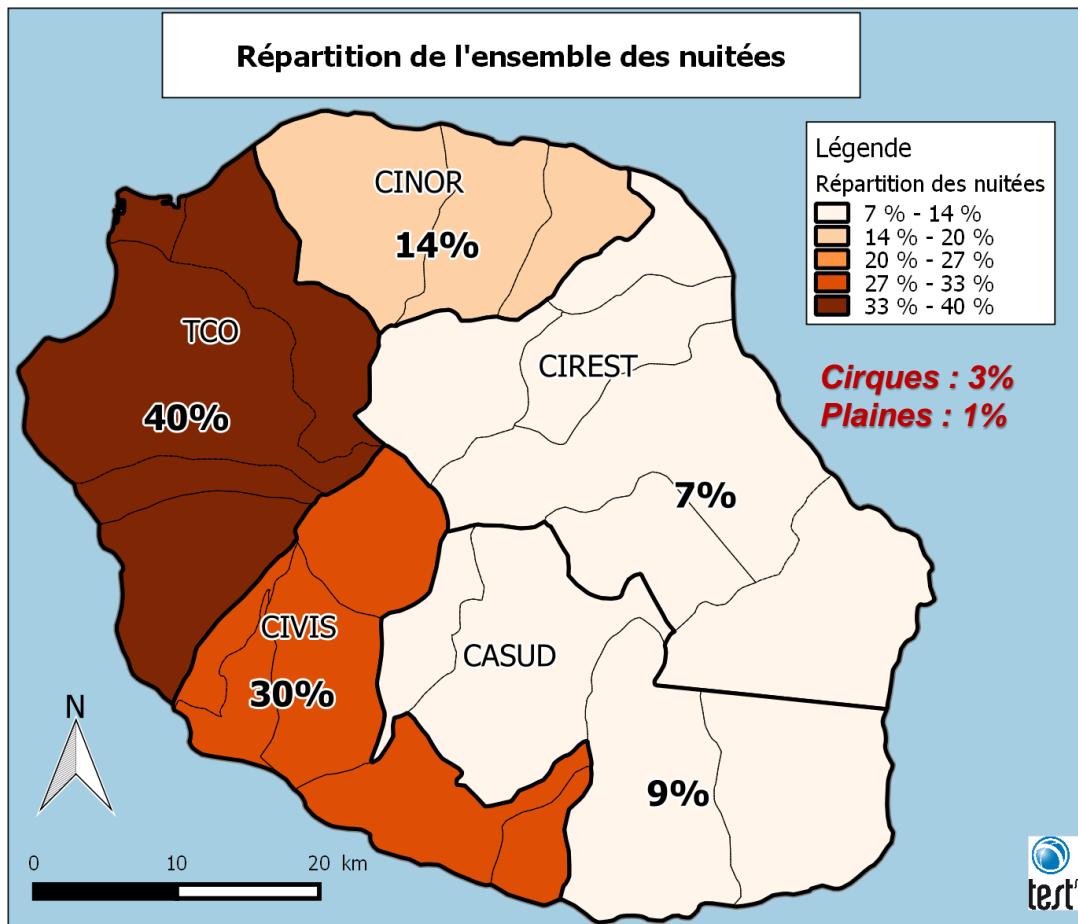 Répartition de l'ensemble des nuitées
Légende
Répartition des nuitées
7 % - 14 %
14 % - 20 %
20 % - 27 %
27 % - 33 %
33 % - 40 %
Cirques : 3%
Plaines : 1%
CINOR
14%
TCO
40%
CIREST
7%
CIVIS
30%
CASUD
9%
N
0 10 20 km
test